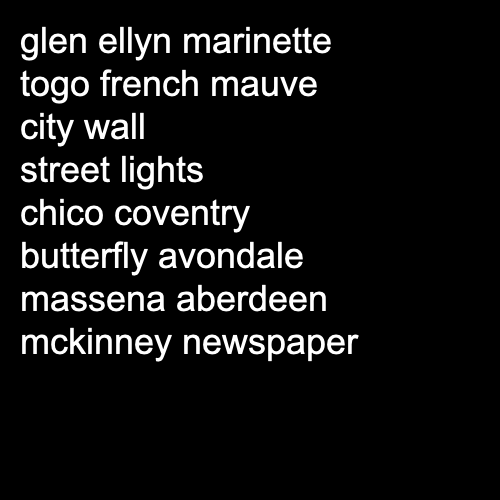 glen ellyn marinette
togo french mauve
city wall
street lights
chico coventry
butterfly avondale
massena aberdeen
mckinney newspaper